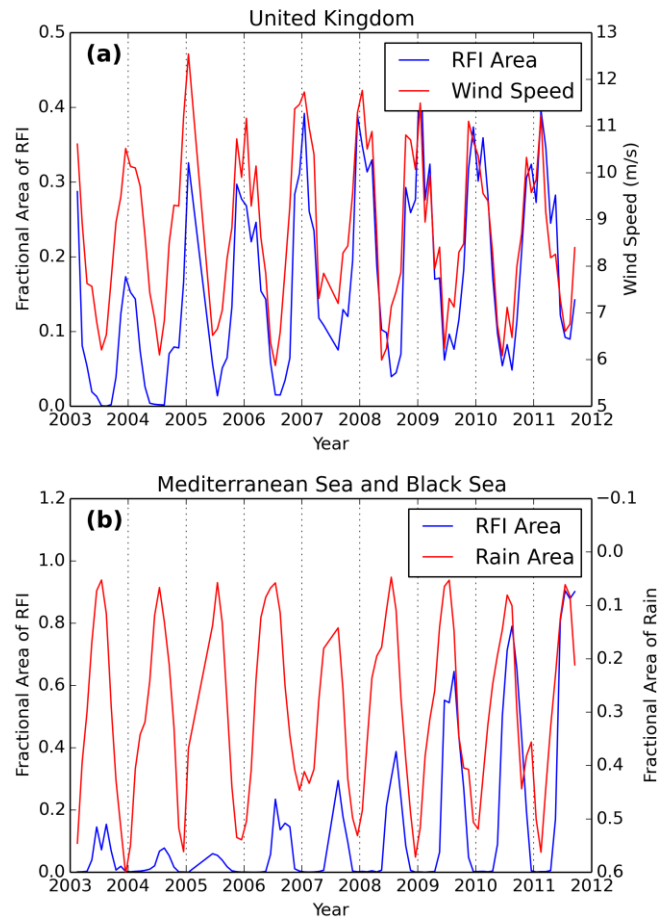 United Kingdom
(a)
RFI Area
Wind Speed
0.5
0.4
0.3
0.2
0.1
0.0
Fractional Area of RFI
13
12
11
10
9
8
7
6
5
Wind Speed (m/s)
2003 2004 2005 2006 2007 2008 2009 2010 2011 2012
Year
Mediterranean Sea and Black Sea
(b)
RFI Area
Rain Area
1.2
1.0
0.8
0.6
0.4
0.2
0.0
Fractional Area of RFI
−0.1
0.0
0.1
0.2
0.3
0.4
0.5
0.6
Fractional Area of Rain
2003 2004 2005 2006 2007 2008 2009 2010 2011 2012
Year